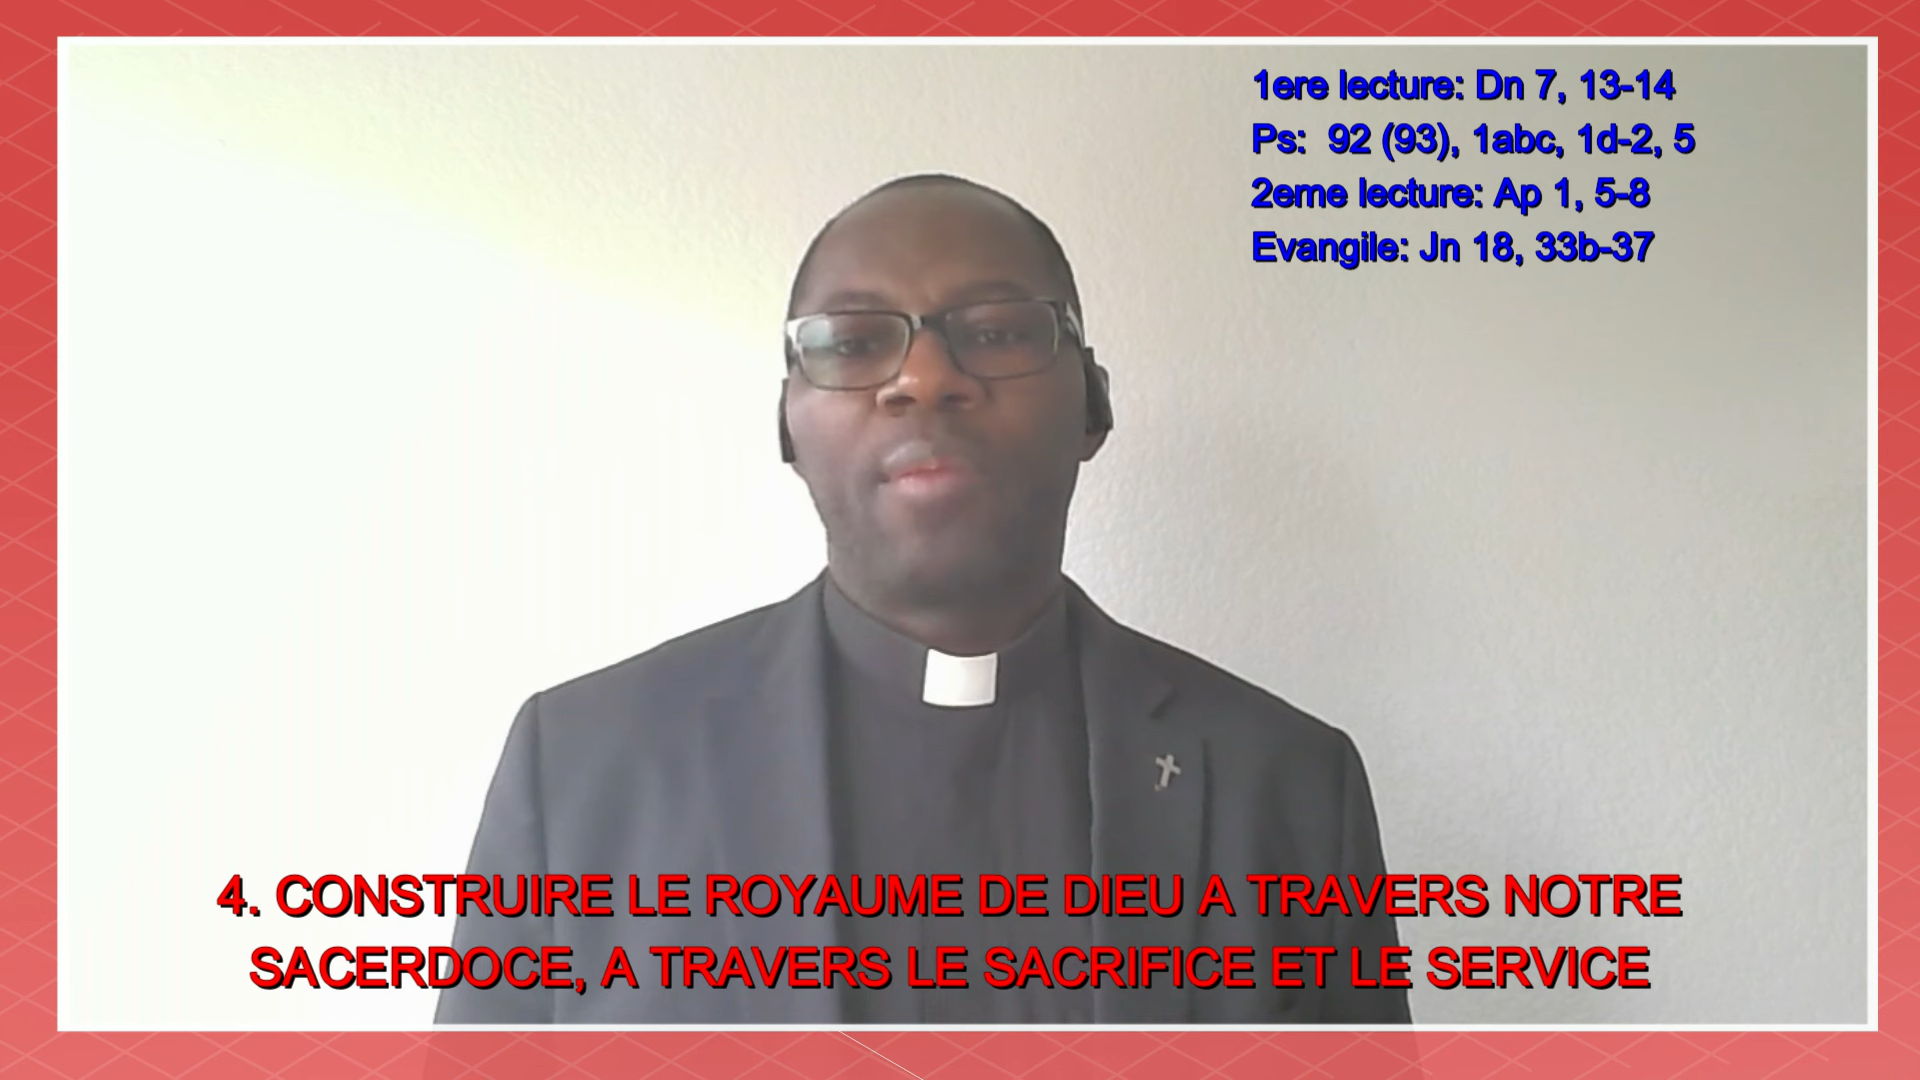 1ere lecture: Dn 7, 13-14
Ps:  92 (93), 1abc, 1d-2, 5
2eme lecture: Ap 1, 5-8
Evangile: Jn 18, 33b-37
4. CONSTRUIRE LE ROYAUME DE DIEU A TRAVERS NOTRE
SACERDOCE, A TRAVERS LE SACRIFICE ET LE SERVICE